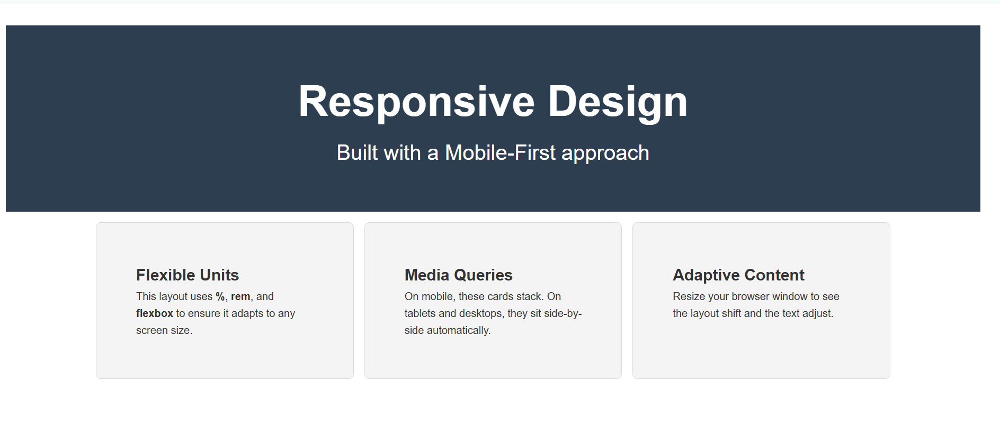 Responsive Design
Built with a Mobile-First approach
Flexible Units
This layout uses %, rem, and
flexbox to ensure it adapts to any
screen size.
Media Queries
On mobile, these cards stack. On
tablets and desktops, they sit side-by-
side automatically.
Adaptive Content
Resize your browser window to see
the layout shift and the text adjust.